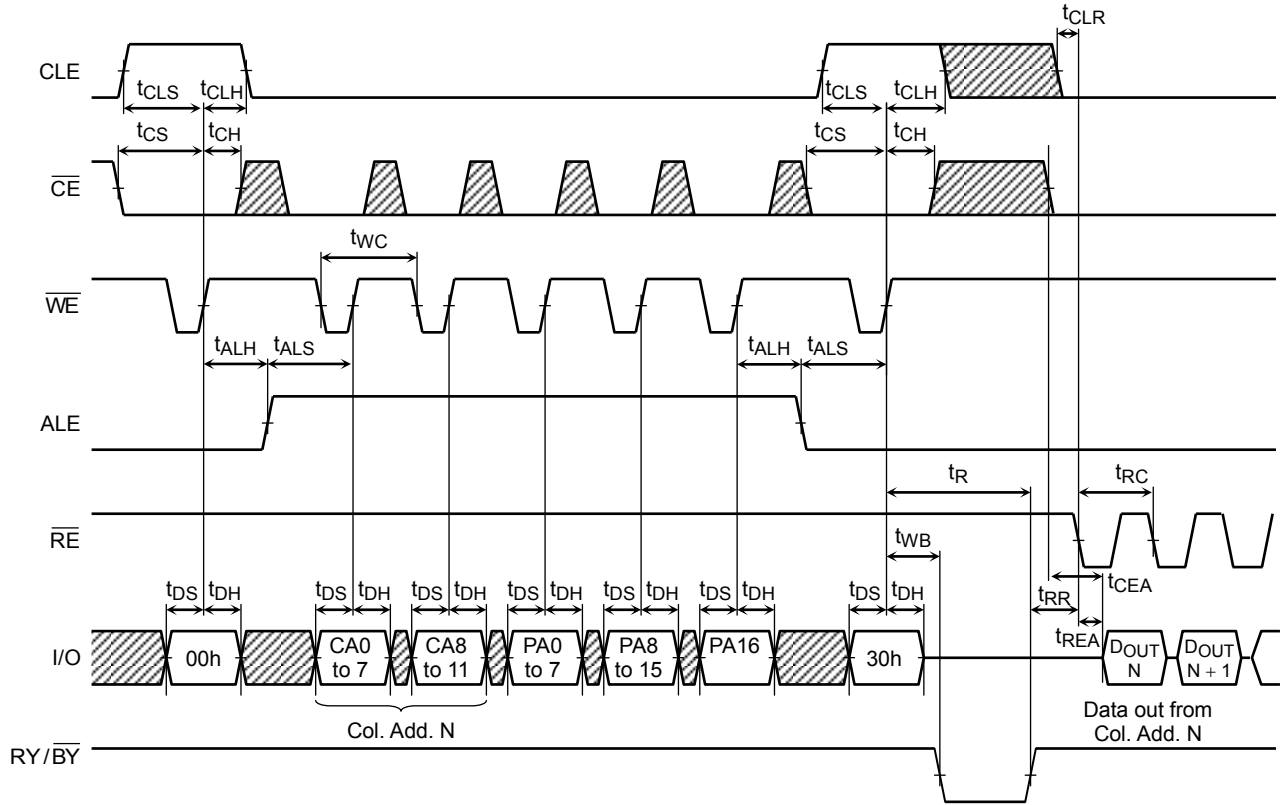 tCLR
CLE
tCLS tCLH tCLS tCLH
tCS tCH tCS tCH
CE
tWC
WE
tALH tALS tALH tALS
ALE
tR tRC
RE
tWB
tCEA
tDS tDH tDS tDH tDS tDH tDS tDH tDS tDH tDS tDH tDS tDH tRR
tREA
I/O 00h CA0 to 7 CA8 to 11 PA0 to 7 PA8 to 15 PA16 30h DOUT N DOUT N + 1
Col. Add. N
Data out from
Col. Add. N
RY/BY